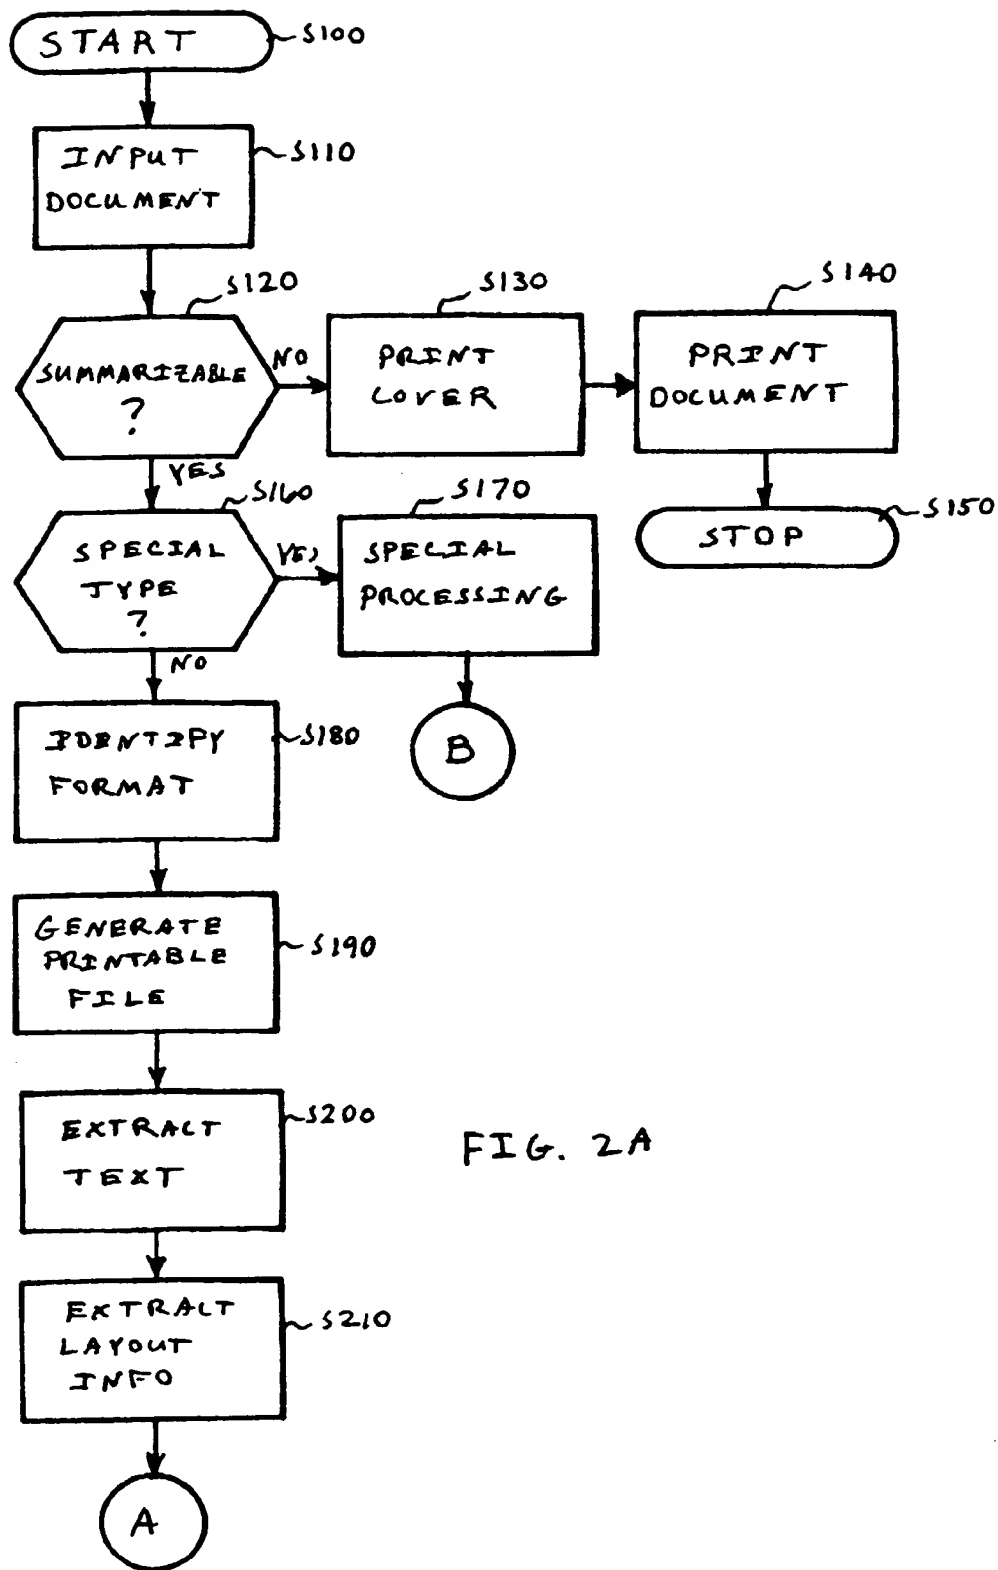 START
S100
INPUT
DOCUMENT
S110
S120
SUMMARIZABLE
?
NO
YES
S130
PRINT
COVER
S140
PRINT
DOCUMENT
STOP
S150
S160
SPECIAL
TYPE
?
YES
NO
S170
SPECIAL
PROCESSING
B
IDENTIFY
FORMAT
S180
GENERATE
PRINTABLE
FILE
S190
EXTRACT
TEXT
S200
FIG. 2A
EXTRACT
LAYOUT
INFO
S210
A